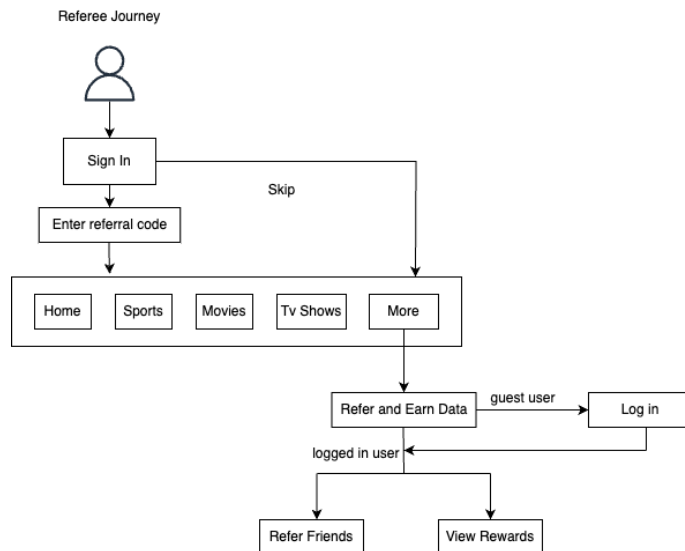 Referee Journey
Sign In
Skip
Enter referral code
Home
Sports
Movies
Tv Shows
More
Refer and Earn Data
guest user
Log in
logged in user
Refer Friends
View Rewards